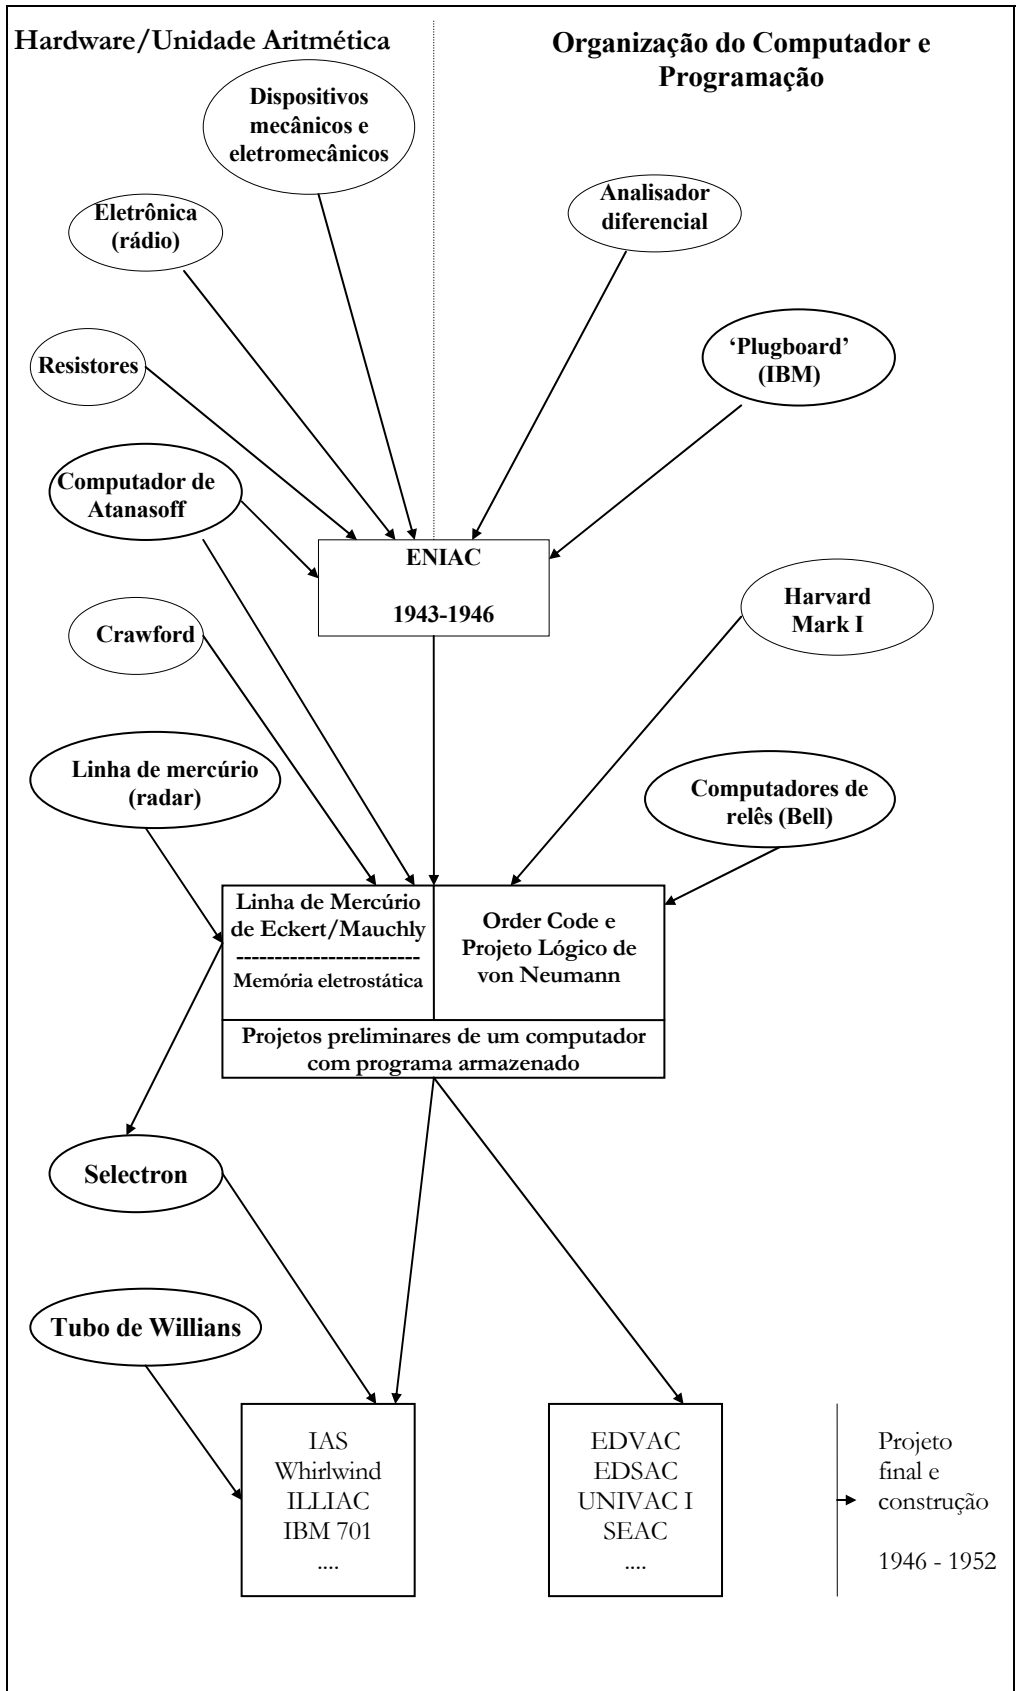 Hardware/Unidade Aritmética
Organização do Computador e
Programação
Dispositivos
mecânicos e
eletromecânicos
Analisador
diferencial
Eletrônica
(rádio)
‘Plugboard’
(IBM)
Resistores
Computador de
Atanasoff
ENIAC
1943-1946
Harvard
Mark I
Crawford
Linha de mercúrio
(radar)
Computadores de
relês (Bell)
Linha de Mercúrio
de Eckert/Mauchly
------------------------
Memória eletrostática
Order Code e
Projeto Lógico de
von Neumann
Projetos preliminares de um computador
com programa armazenado
Selectron
Tubo de Willians
IAS
Whirlwind
ILLIAC
IBM 701
....
EDVAC
EDSAC
UNIVAC I
SEAC
....
Projeto
final e
construção
1946 - 1952